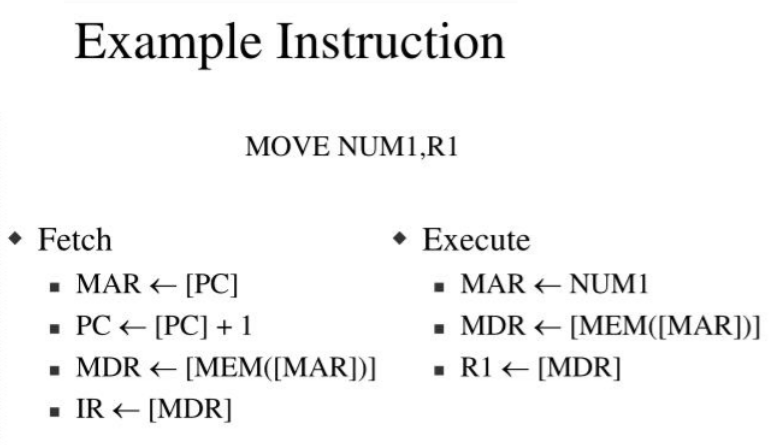 Example Instruction
MOVE NUM1,R1
◆ Fetch
▪ MAR ← [PC]
▪ PC ← [PC] + 1
▪ MDR ← [MEM([MAR])]
▪ IR ← [MDR]
◆ Execute
▪ MAR ← NUM1
▪ MDR ← [MEM([MAR])]
▪ R1 ← [MDR]